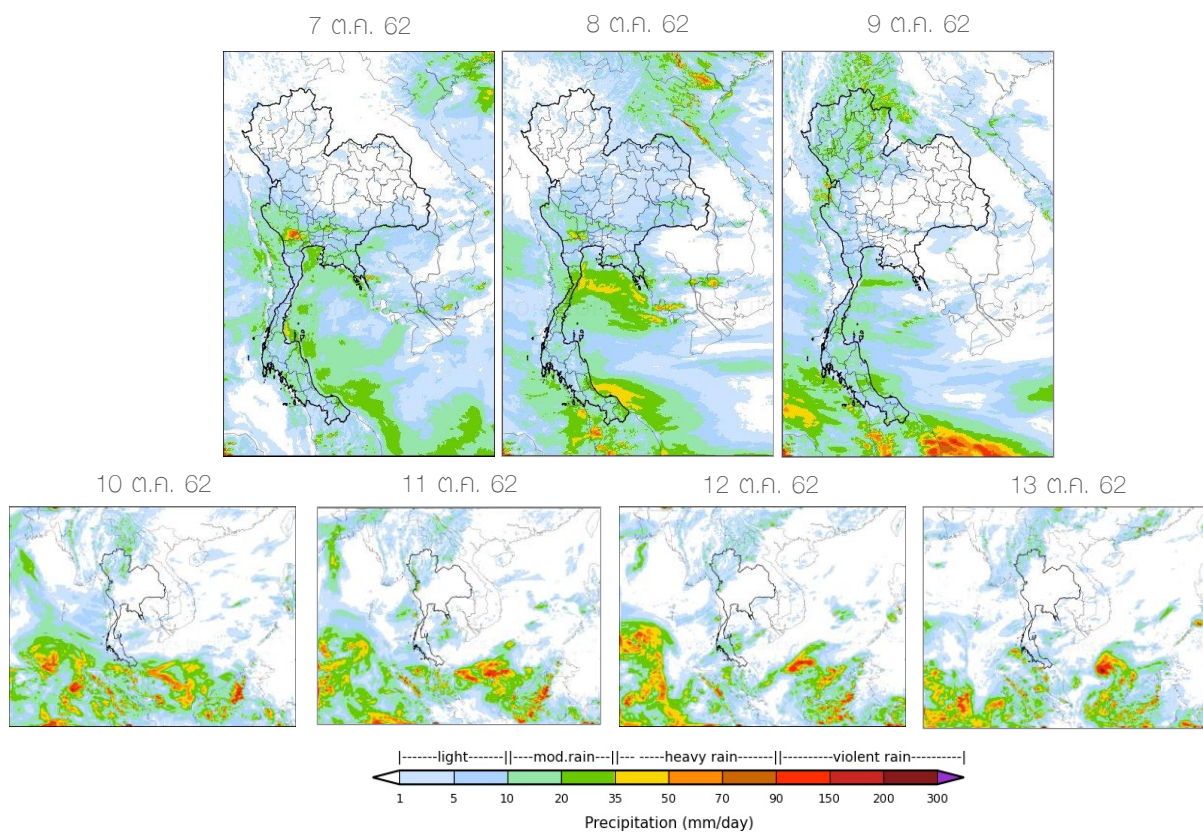 7 ต.ค. 62
8 ต.ค. 62
9 ต.ค. 62
10 ต.ค. 62
11 ต.ค. 62
12 ต.ค. 62
13 ต.ค. 62
|-------light------||---mod.rain---||--- -----heavy rain-----||---------violent rain----------|
1 5 10 20 35 50 70 90 150 200 300
Precipitation (mm/day)